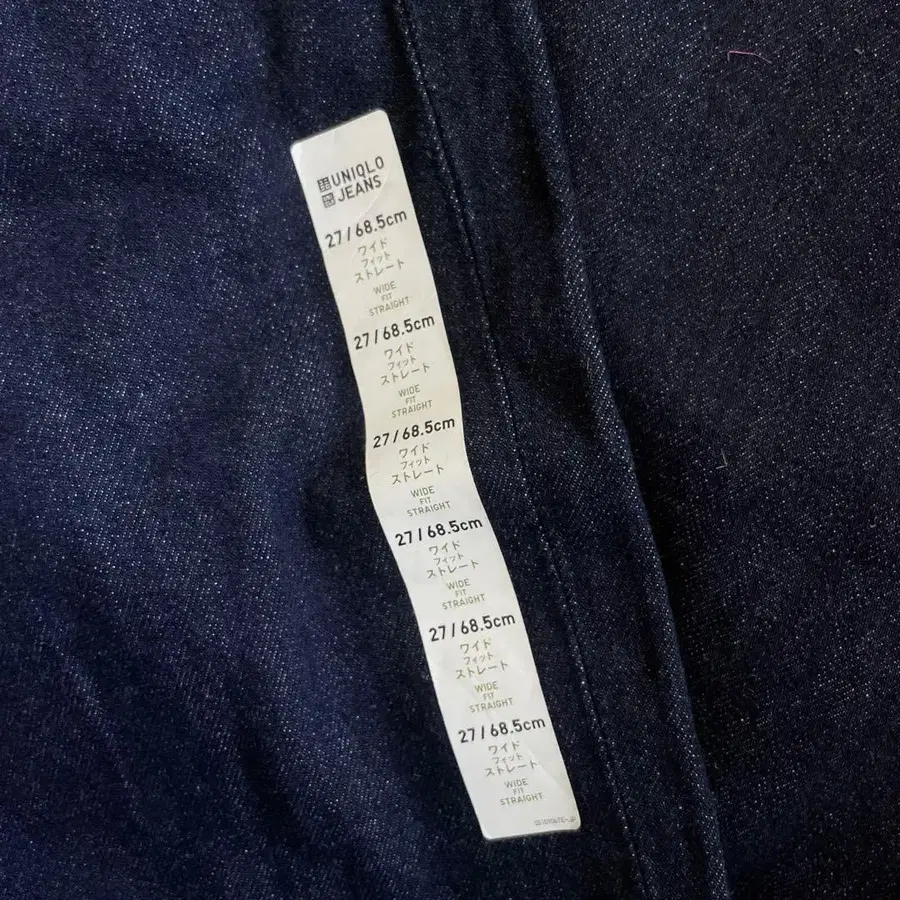 UNIQLO
JEANS
27/68.5cm
ワイド
フィット
ストレート
WIDE
FIT
STRAIGHT
27/68.5cm
ワイド
フィット
ストレート
WIDE
FIT
STRAIGHT
27/68.5cm
ワイド
フィット
ストレート
WIDE
FIT
STRAIGHT
27/68.5cm
ワイド
フィット
ストレート
WIDE
FIT
STRAIGHT
27/68.5cm
ワイド
フィット
ストレート
WIDE
FIT
STRAIGHT
27/68.5cm
ワイド
フィット
ストレート
WIDE
FIT
STRAIGHT